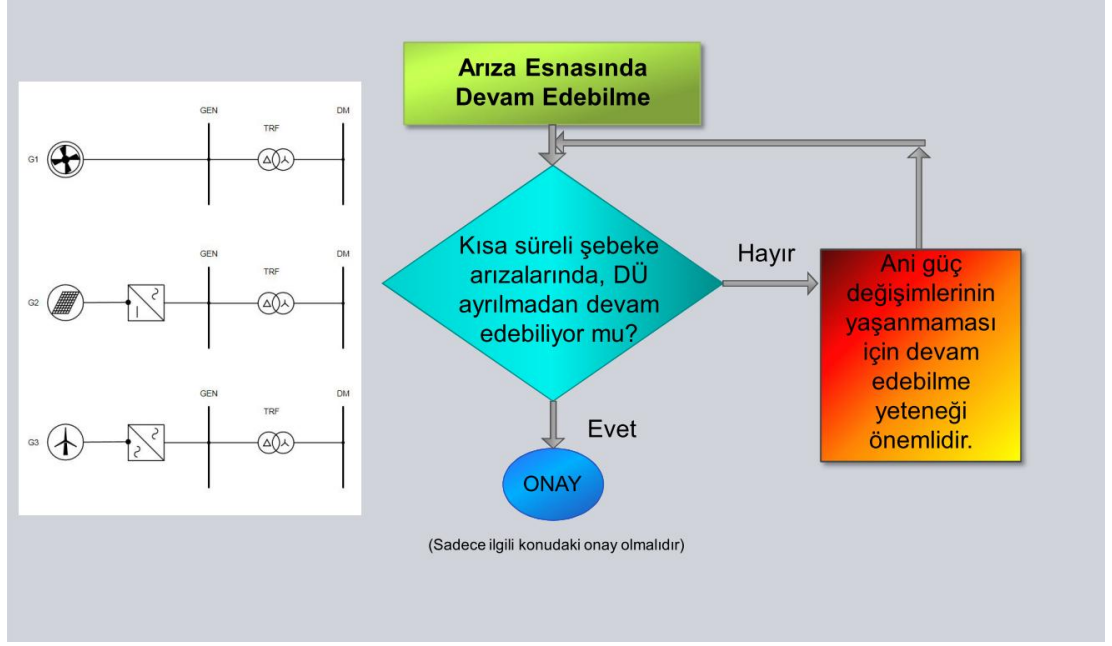 Arıza Esnasında
Devam Edebilme
GEN
DM
TRF
G1
GEN
DM
TRF
G2
GEN
DM
TRF
G3
Kısa süreli şebeke
arızalarında, DÜ
ayrılmadan devam
edebiliyor mu?
Hayır
Ani güç
değişimlerinin
yaşanmaması
için devam
edebilme
yeteneği
önemlidir.
Evet
ONAY
(Sadece ilgili konudaki onay olmalıdır)